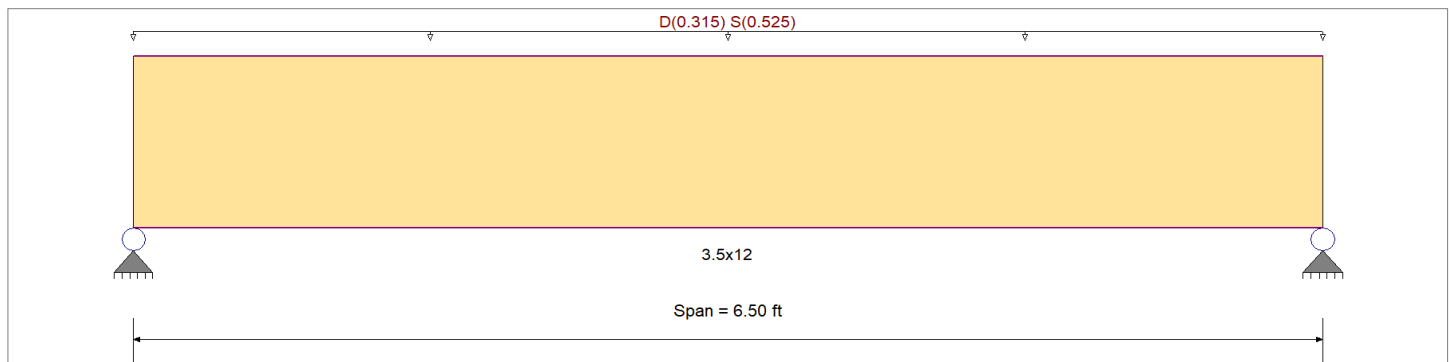 D(0.315) S(0.525)
3.5x12
Span = 6.50 ft